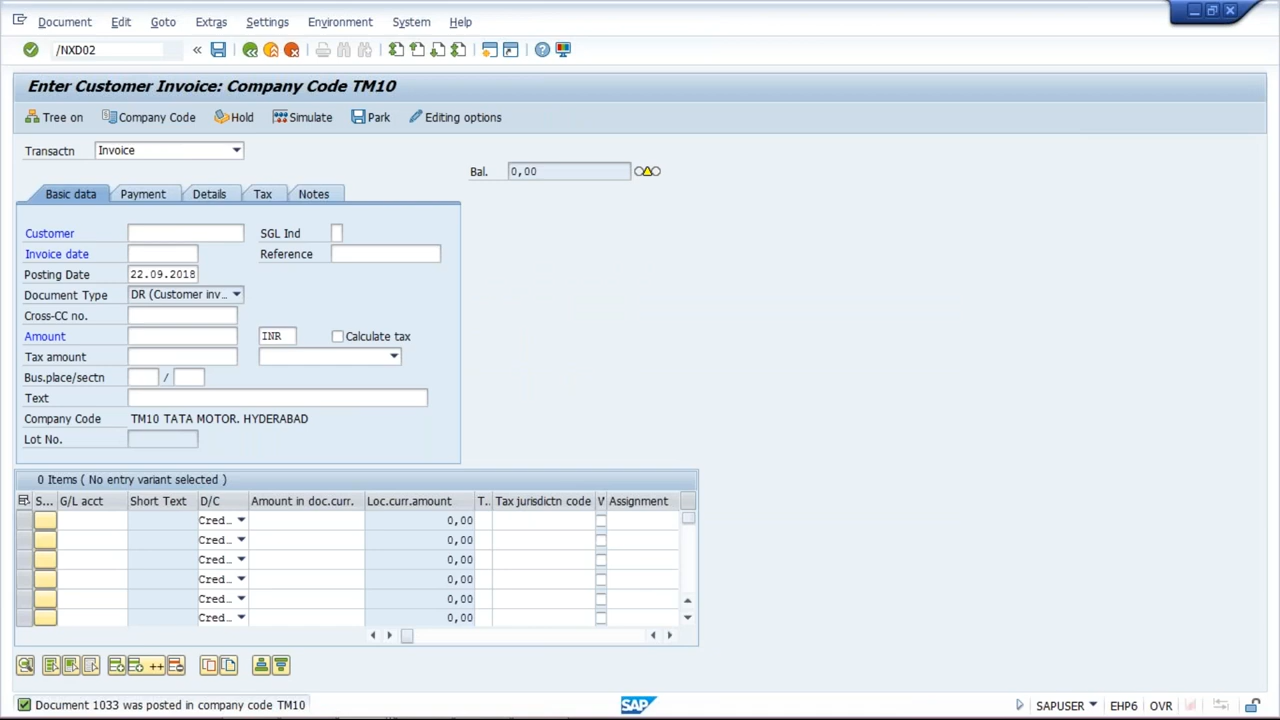 Document Edit Goto Extras Settings Environment System Help
/NXD02
Enter Customer Invoice: Company Code TM10
Tree on Company Code Hold Simulate Park Editing options
Transactn Invoice
Bal. 0,00
Basic data Payment Details Tax Notes
Customer SGL Ind
Invoice date Reference
Posting Date 22.09.2018
Document Type DR (Customer inv...
Cross-CC no.
Amount INR Calculate tax
Tax amount
Bus.place/sectn /
Text
Company Code TM10 TATA MOTOR. HYDERABAD
Lot No.
0 Items ( No entry variant selected )
S... G/L acct Short Text D/C Amount in doc.curr. Loc.curr.amount T.. Tax jurisdictn code V Assignment
Cred... 0,00
Cred... 0,00
Cred... 0,00
Cred... 0,00
Cred... 0,00
Cred... 0,00
Document 1033 was posted in company code TM10 SAP SAPUSER EHP6 OVR